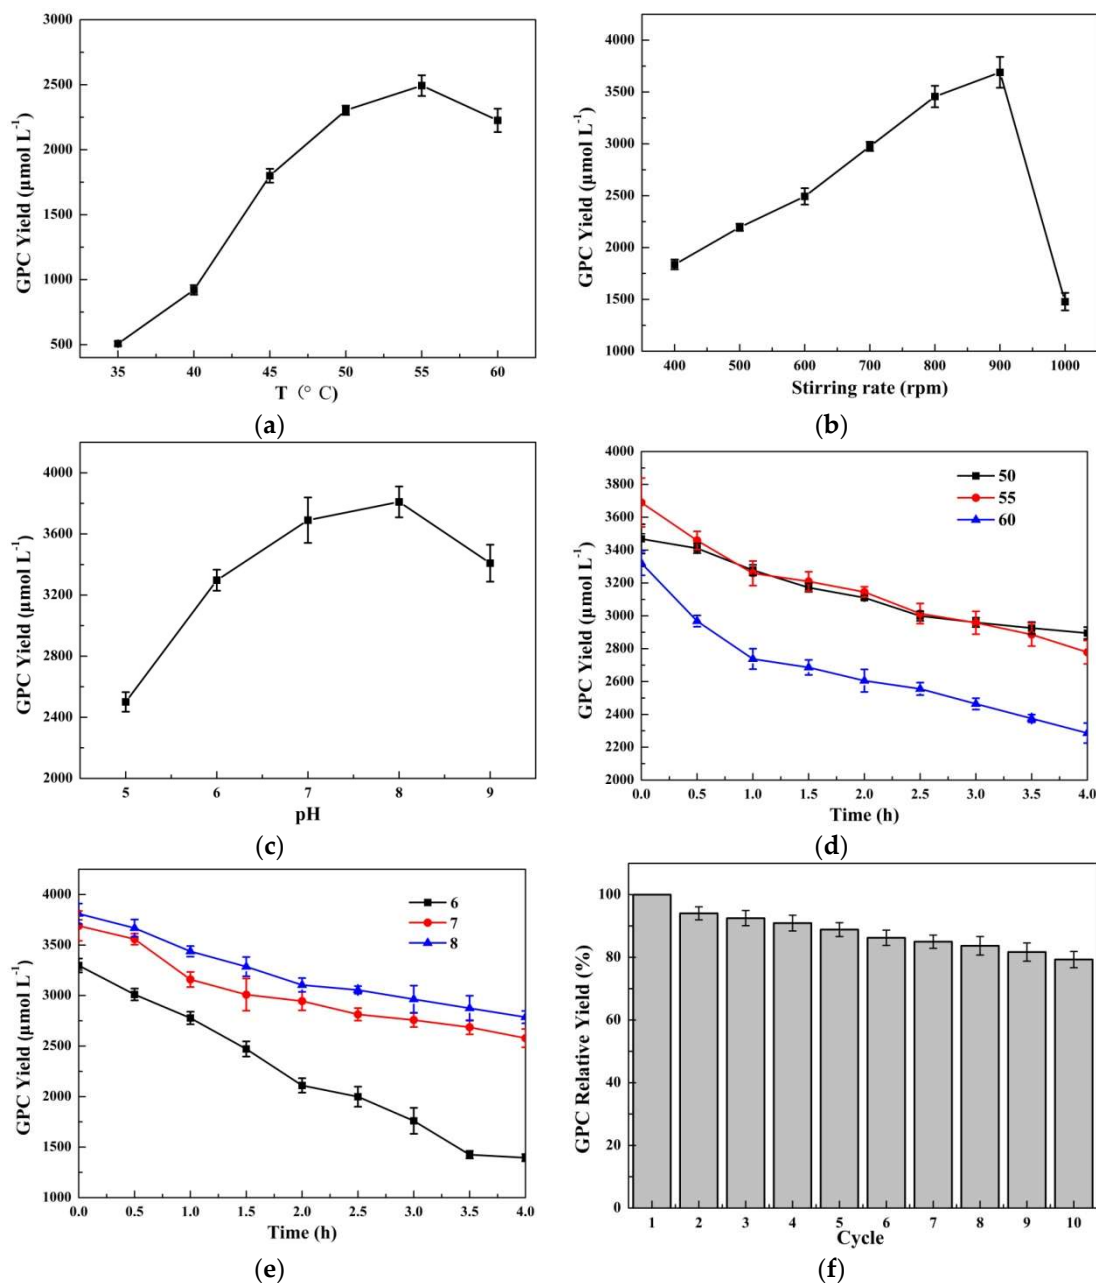 3000
2500
2000
1500
1000
500
GPC Yield (μmol L⁻¹)
35 40 45 50 55 60
T (° C)
(a)
4000
3500
3000
2500
2000
1500
1000
GPC Yield (μmol L⁻¹)
400 500 600 700 800 900 1000
Stirring rate (rpm)
(b)
4000
3600
3200
2800
2400
2000
GPC Yield (μmol L⁻¹)
5 6 7 8 9
pH
(c)
4000
3800
3600
3400
3200
3000
2800
2600
2400
2200
2000
GPC Yield (μmol L⁻¹)
50
55
60
0.0 0.5 1.0 1.5 2.0 2.5 3.0 3.5 4.0
Time (h)
(d)
4000
3500
3000
2500
2000
1500
1000
GPC Yield (μmol L⁻¹)
6
7
8
0.0 0.5 1.0 1.5 2.0 2.5 3.0 3.5 4.0
Time (h)
(e)
100
80
60
40
20
0
GPC Relative Yield (%)
1 2 3 4 5 6 7 8 9 10
Cycle
(f)